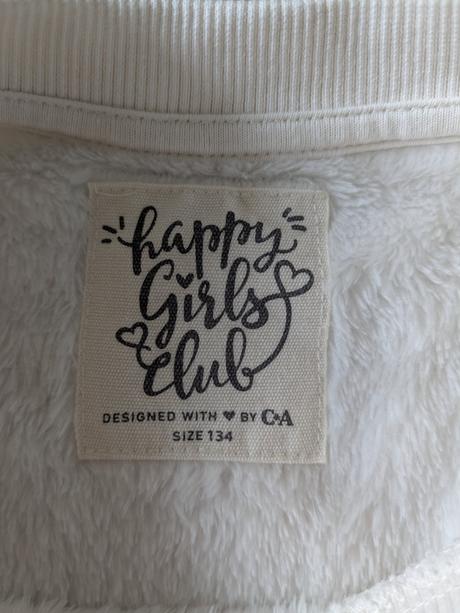 happy
Girls
club
DESIGNED WITH ♥ BY C&A
SIZE 134